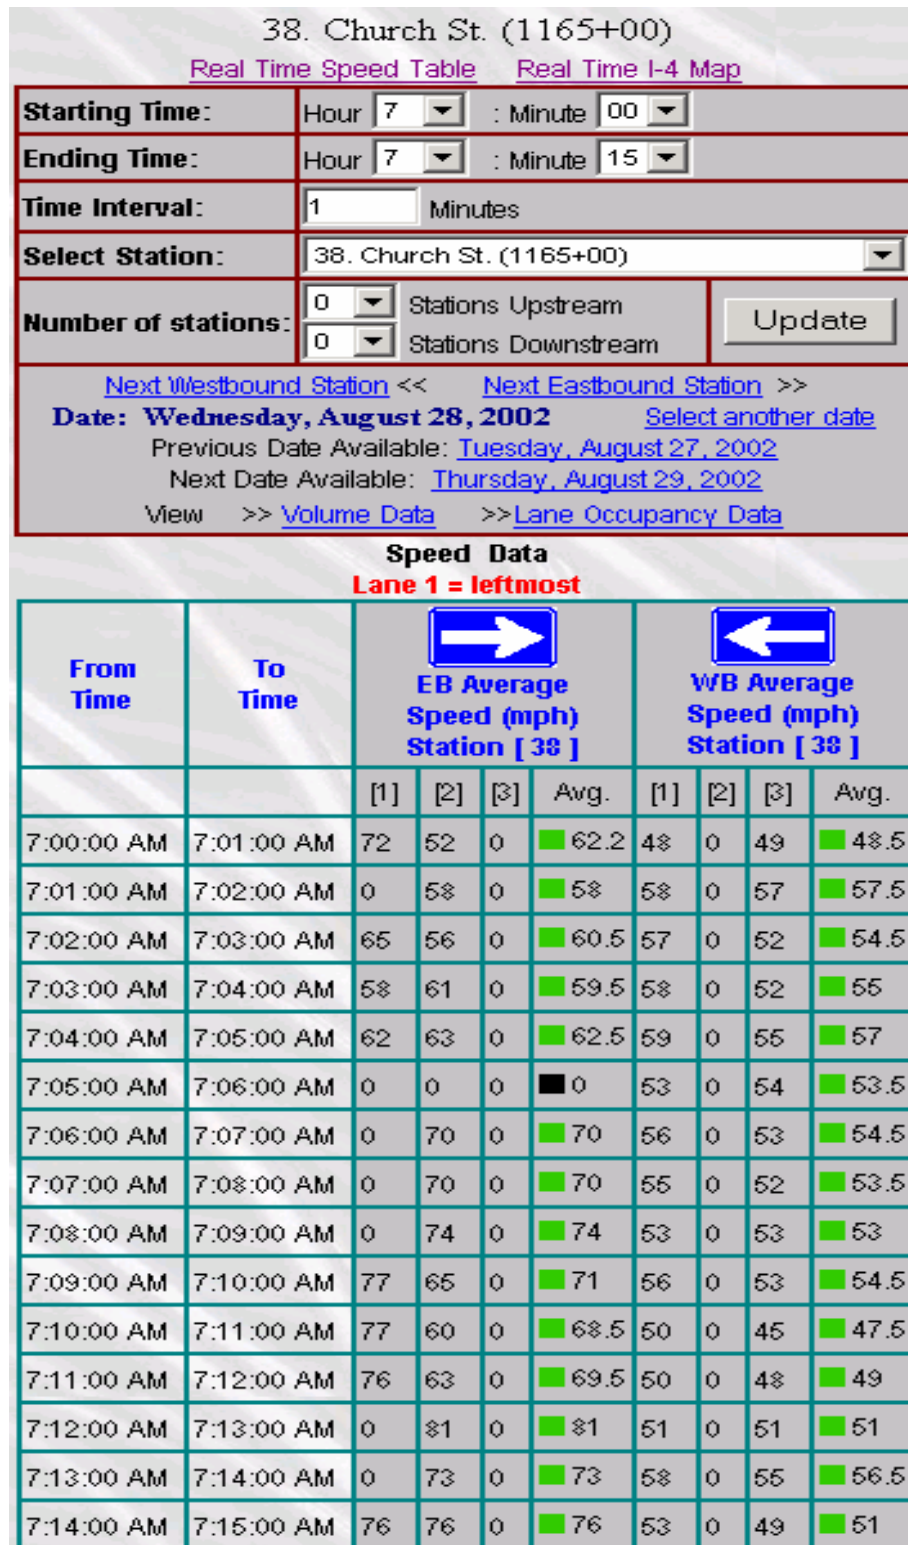 38. Church St. (1165+00)
Real Time Speed Table Real Time I-4 Map
Starting Time: Hour 7 : Minute 00
Ending Time: Hour 7 : Minute 15
Time Interval: 1 Minutes
Select Station: 38. Church St. (1165+00)
Number of stations: 0 Stations Upstream
0 Stations Downstream
Update
Next Westbound Station << Next Eastbound Station >>
Date: Wednesday, August 28, 2002 Select another date
Previous Date Available: Tuesday, August 27, 2002
Next Date Available: Thursday, August 29, 2002
View >> Volume Data >>Lane Occupancy Data
Speed Data
Lane 1 = leftmost
From Time To Time EB Average Speed (mph) Station [ 38 ] WB Average Speed (mph) Station [ 38 ]
[1] [2] [3] Avg. [1] [2] [3] Avg.
7:00:00 AM 7:01:00 AM 72 52 0 62.2 48 0 49 48.5
7:01:00 AM 7:02:00 AM 0 58 0 58 58 0 57 57.5
7:02:00 AM 7:03:00 AM 65 56 0 60.5 57 0 52 54.5
7:03:00 AM 7:04:00 AM 58 61 0 59.5 58 0 52 55
7:04:00 AM 7:05:00 AM 62 63 0 62.5 59 0 55 57
7:05:00 AM 7:06:00 AM 0 0 0 0 53 0 54 53.5
7:06:00 AM 7:07:00 AM 0 70 0 70 56 0 53 54.5
7:07:00 AM 7:08:00 AM 0 70 0 70 55 0 52 53.5
7:08:00 AM 7:09:00 AM 0 74 0 74 53 0 53 53
7:09:00 AM 7:10:00 AM 77 65 0 71 56 0 53 54.5
7:10:00 AM 7:11:00 AM 77 60 0 68.5 50 0 45 47.5
7:11:00 AM 7:12:00 AM 76 63 0 69.5 50 0 48 49
7:12:00 AM 7:13:00 AM 0 81 0 81 51 0 51 51
7:13:00 AM 7:14:00 AM 0 73 0 73 58 0 55 56.5
7:14:00 AM 7:15:00 AM 76 76 0 76 53 0 49 51